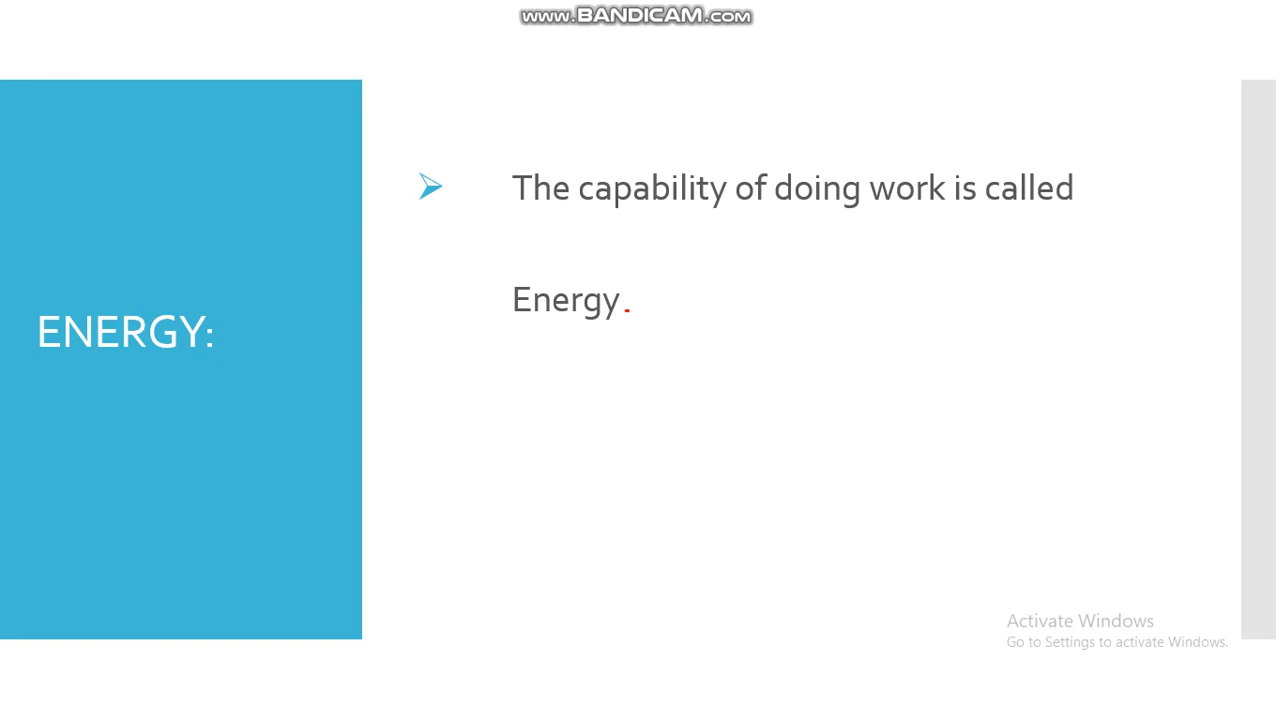 www.BANDICAM.com
ENERGY:
The capability of doing work is called
Energy.
Activate Windows
Go to Settings to activate Windows.